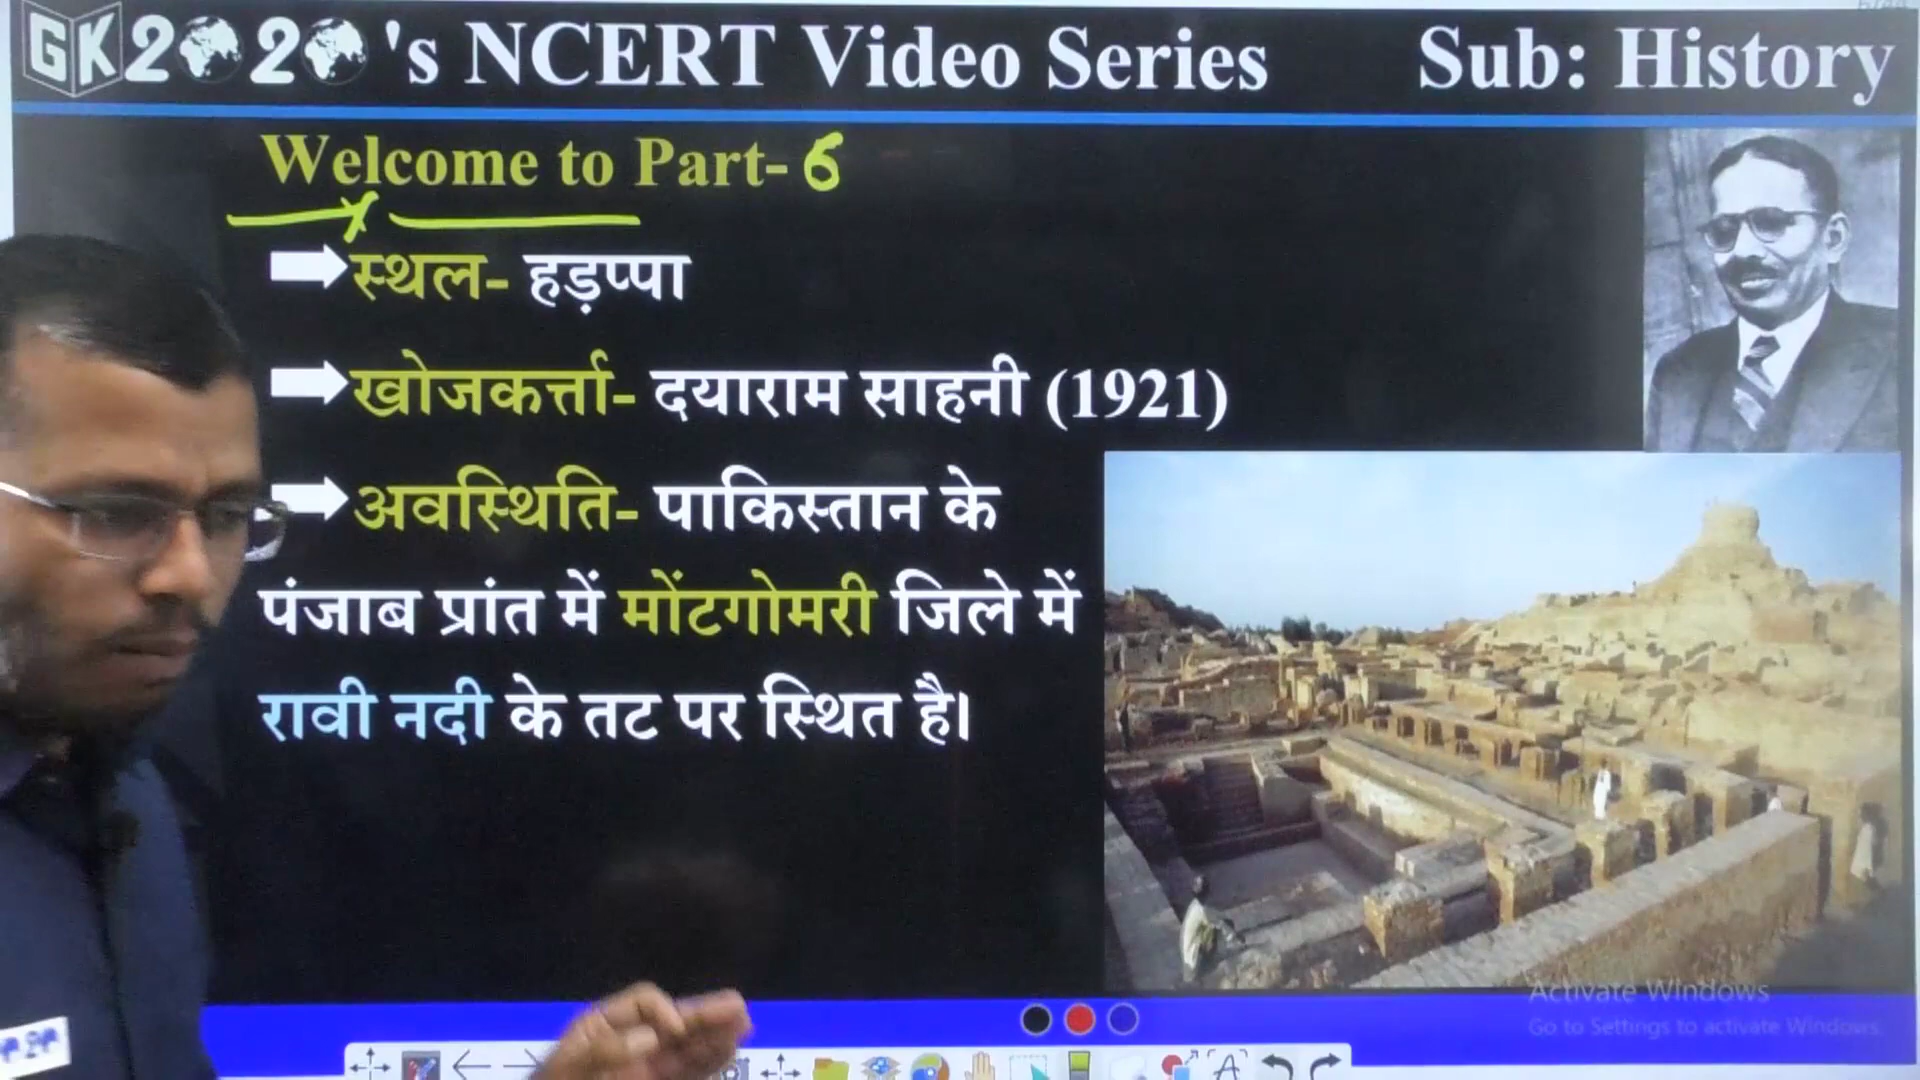 GK2020's NCERT Video Series Sub: History
Welcome to Part- 6
स्थल- हड़प्पा
खोजकर्त्ता- दयाराम साहनी (1921)
अवस्थिति- पाकिस्तान के
पंजाब प्रांत में मोंटगोमरी जिले में
रावी नदी के तट पर स्थित है।
Activate Windows
Go to Settings to activate Windows.